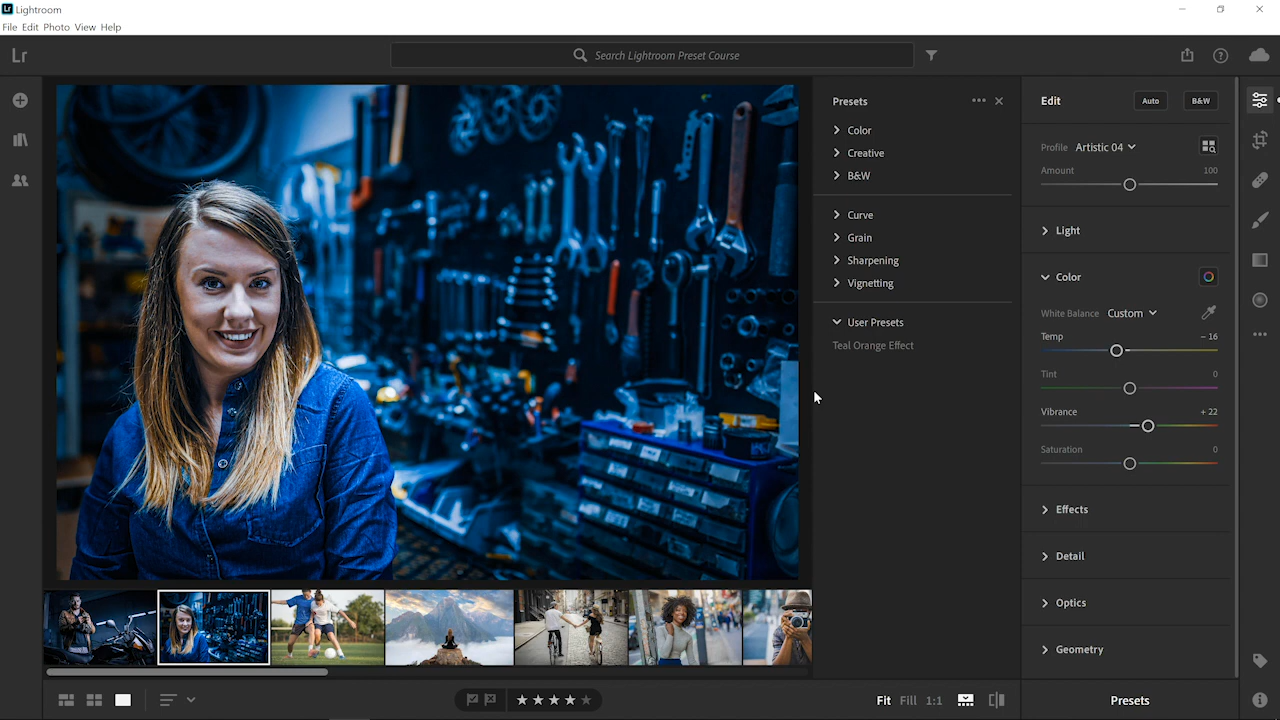 Lr Lightroom
File Edit Photo View Help
Lr
Search Lightroom Preset Course
Presets
Color
Creative
B&W
Curve
Grain
Sharpening
Vignetting
User Presets
Teal Orange Effect
Edit
Auto
B&W
Profile Artistic 04
Amount 100
Light
Color
White Balance Custom
Temp – 16
Tint 0
Vibrance + 22
Saturation 0
Effects
Detail
Optics
Geometry
Fit Fill 1:1
Presets